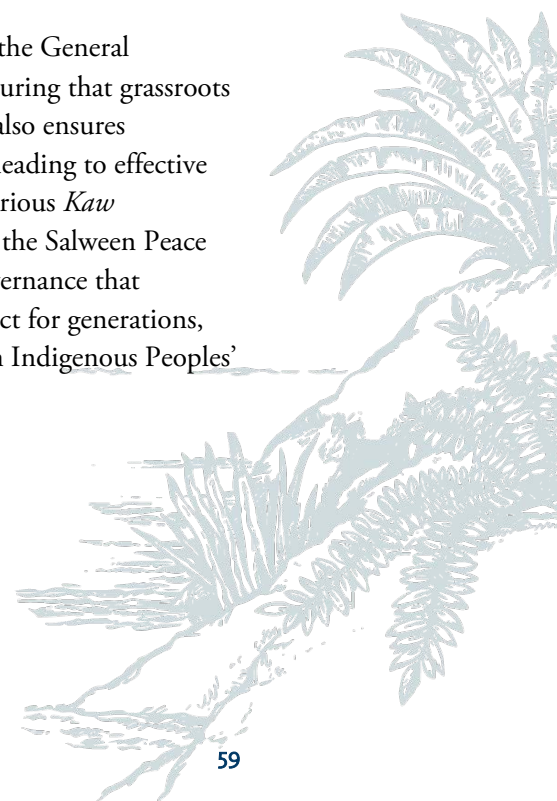 the General
uring that grassroots
also ensures
leading to effective
rious Kaw
the Salween Peace
ernance that
ct for generations,
n Indigenous Peoples'
59